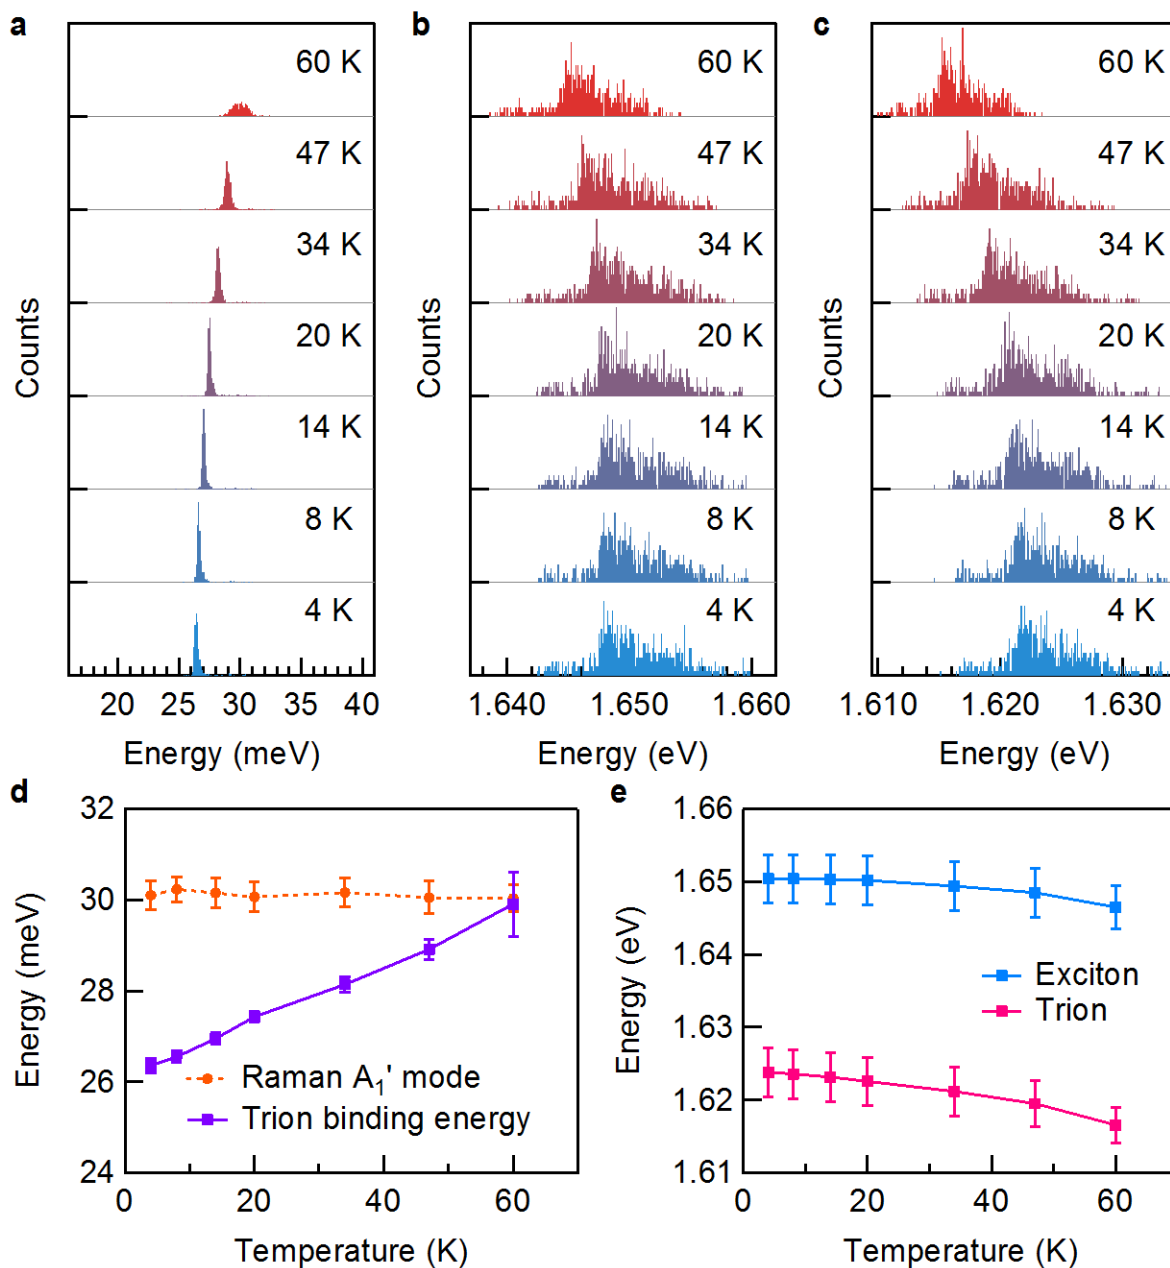 a
60 K
47 K
34 K
20 K
14 K
8 K
4 K
Counts
20 25 30 35 40
Energy (meV)
b
60 K
47 K
34 K
20 K
14 K
8 K
4 K
Counts
1.640 1.650 1.660
Energy (eV)
c
60 K
47 K
34 K
20 K
14 K
8 K
4 K
Counts
1.610 1.620 1.630
Energy (eV)
d
32
30
28
26
24
Energy (meV)
Raman A₁' mode
Trion binding energy
0 20 40 60
Temperature (K)
e
1.66
1.65
1.64
1.63
1.62
1.61
Energy (eV)
Exciton
Trion
0 20 40 60
Temperature (K)